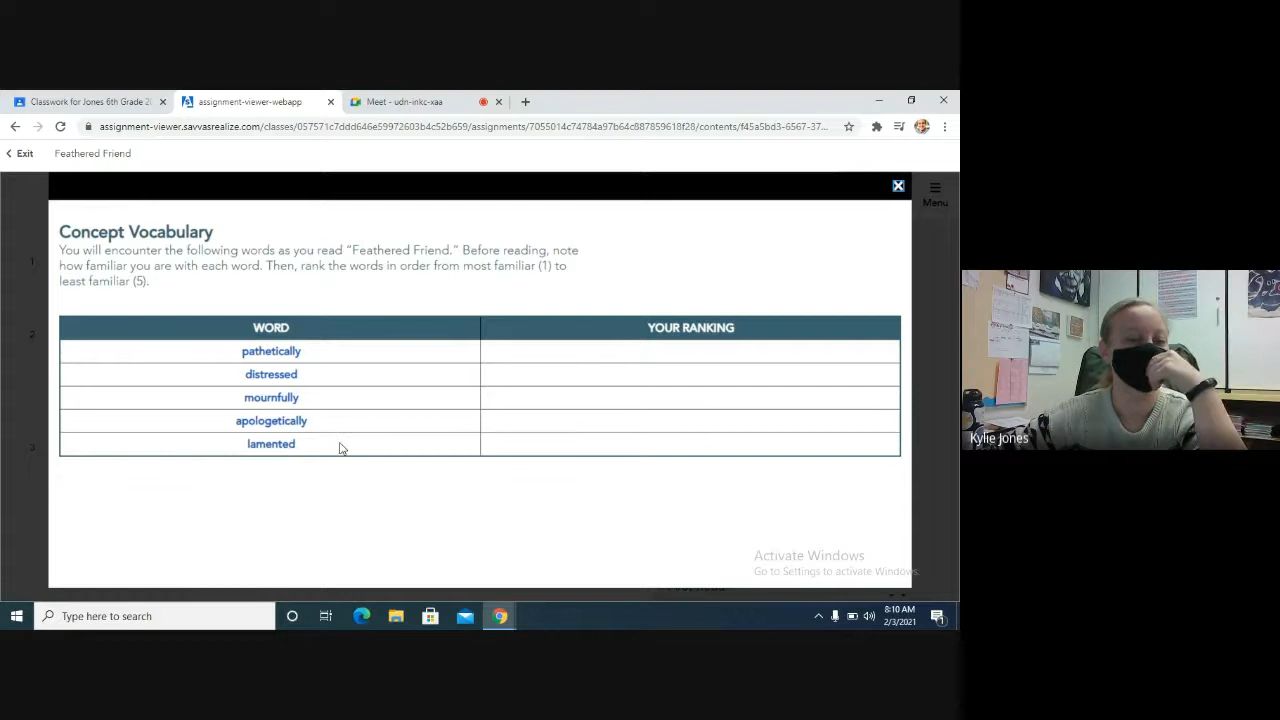 Classwork for Jones 6th Grade 2
assignment-viewer-webapp
Meet - udn-inkc-xaa
assignment-viewer.savvasrealize.com/classes/057571c7ddd646e59972603b4c52b659/assignments/7055014c74784a97b64c887859618f28/contents/f45a5bd3-6567-37...
Exit
Feathered Friend
Menu
Concept Vocabulary
You will encounter the following words as you read “Feathered Friend.” Before reading, note
how familiar you are with each word. Then, rank the words in order from most familiar (1) to
least familiar (5).
1
2
3
WORD YOUR RANKING
pathetically
distressed
mournfully
apologetically
lamented
Kylie Jones
Activate Windows
Go to Settings to activate Windows.
Type here to search
8:10 AM
2/3/2021
1